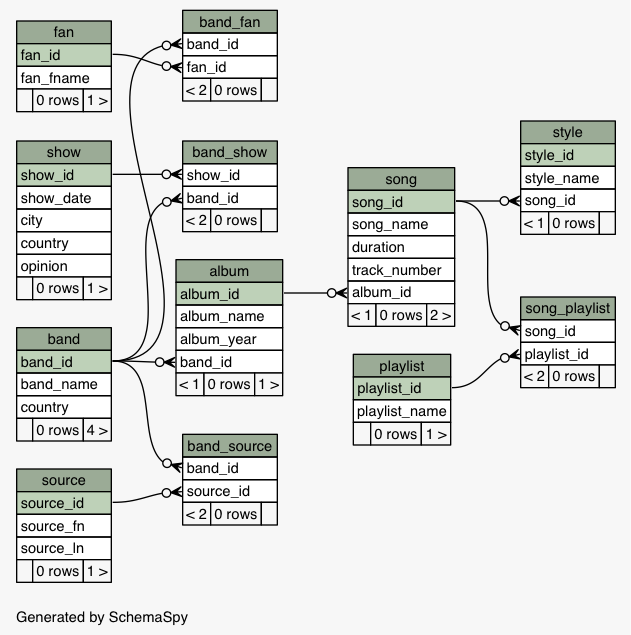 fan
fan_id
fan_fname
0 rows 1 >
band_fan
band_id
fan_id
< 2 0 rows
show
show_id
show_date
city
country
opinion
0 rows 1 >
band_show
show_id
band_id
< 2 0 rows
album
album_id
album_name
album_year
band_id
< 1 0 rows 1 >
band
band_id
band_name
country
0 rows 4 >
band_source
band_id
source_id
< 2 0 rows
source
source_id
source_fn
source_ln
0 rows 1 >
song
song_id
song_name
duration
track_number
album_id
< 1 0 rows 2 >
playlist
playlist_id
playlist_name
0 rows 1 >
style
style_id
style_name
song_id
< 1 0 rows
song_playlist
song_id
playlist_id
< 2 0 rows
Generated by SchemaSpy